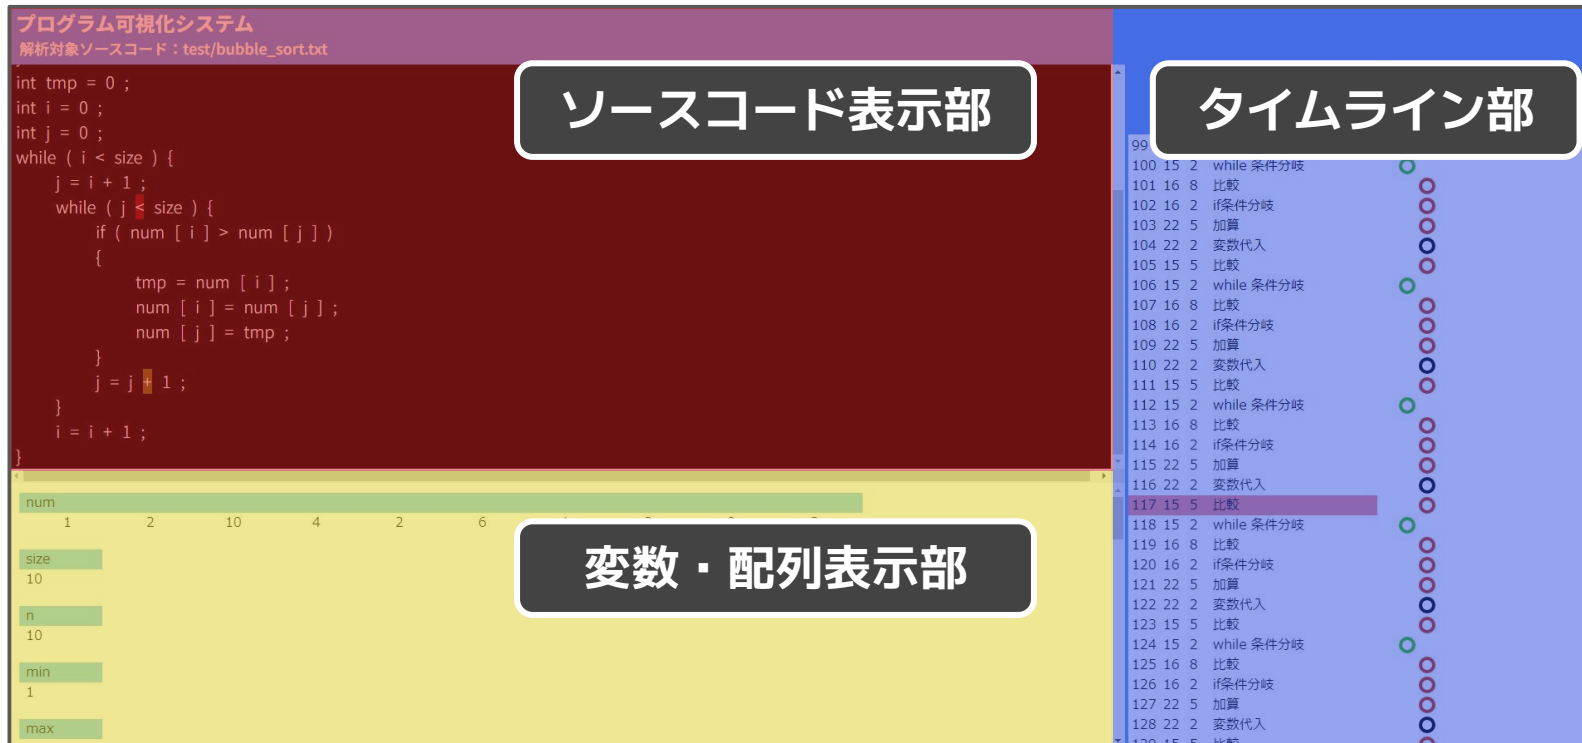 プログラム可視化システム
解析対象ソースコード：test/bubble_sort.txt
ソースコード表示部
int tmp = 0 ;
int i = 0 ;
int j = 0 ;
while ( i < size ) {
j = i + 1 ;
while ( j < size ) {
if ( num [ i ] > num [ j ] )
{
tmp = num [ i ] ;
num [ i ] = num [ j ] ;
num [ j ] = tmp ;
}
j = j + 1 ;
}
i = i + 1 ;
}
変数・配列表示部
num
1 2 10 4 2 6
size
10
n
10
min
1
max
タイムライン部
99
100 15 2 while 条件分岐
101 16 8 比較
102 16 2 if条件分岐
103 22 5 加算
104 22 2 変数代入
105 15 5 比較
106 15 2 while 条件分岐
107 16 8 比較
108 16 2 if条件分岐
109 22 5 加算
110 22 2 変数代入
111 15 5 比較
112 15 2 while 条件分岐
113 16 8 比較
114 16 2 if条件分岐
115 22 5 加算
116 22 2 変数代入
117 15 5 比較
118 15 2 while 条件分岐
119 16 8 比較
120 16 2 if条件分岐
121 22 5 加算
122 22 2 変数代入
123 15 5 比較
124 15 2 while 条件分岐
125 16 8 比較
126 16 2 if条件分岐
127 22 5 加算
128 22 2 変数代入
129 15 5 比較